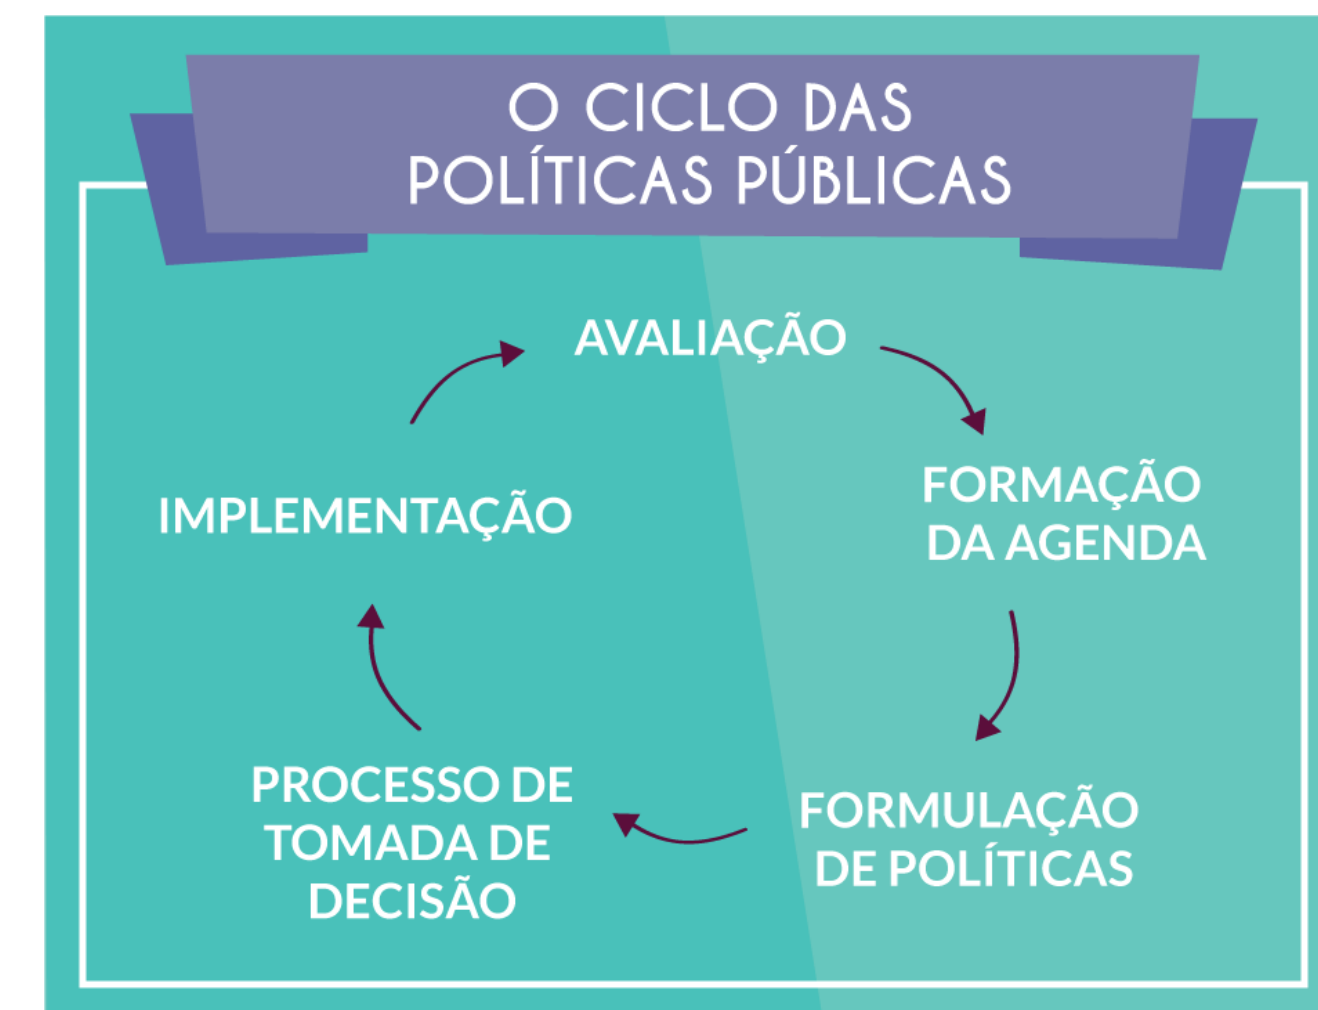 O CICLO DAS
POLÍTICAS PÚBLICAS
AVALIAÇÃO
FORMAÇÃO
DA AGENDA
FORMULAÇÃO
DE POLÍTICAS
PROCESSO DE
TOMADA DE
DECISÃO
IMPLEMENTAÇÃO